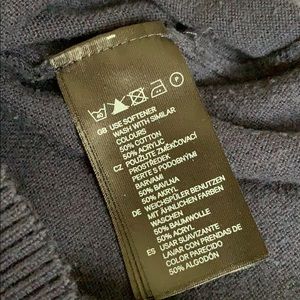 P
GB USE SOFTENER
WASH WITH SIMILAR
COLOURS
50% COTTON
50% ACRYLIC
CZ POUŽIJTE ZMĚKČOVACÍ
PROSTŘEDEK.
PERTE S PODOBNÝMI
BARVAMI
50% BAVLNA
50% AKRYL
DE WEICHSPÜLER BENUTZEN
MIT ÄHNLICHEN FARBEN
WASCHEN
50% BAUMWOLLE
50% ACRYL
ES USAR SUAVIZANTE
LAVAR CON PRENDAS DE
COLOR PARECIDO
50% ALGODÓN